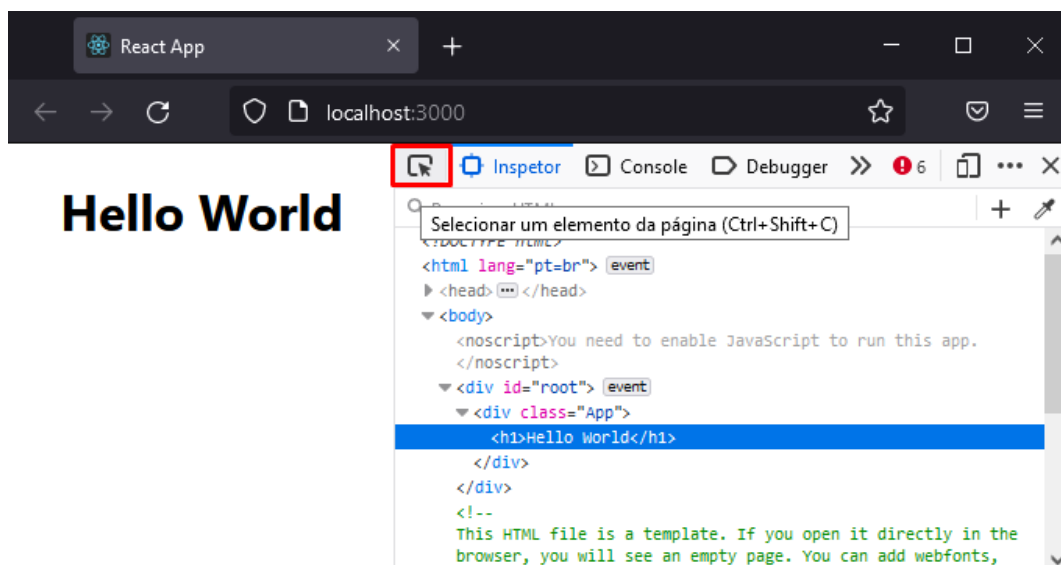 React App
localhost:3000
Inspetor Console Debugger 6
Hello World
Selecionar um elemento da página (Ctrl+Shift+C)
<!DOCTYPE html>
<html lang="pt-br"> event
<head> </head>
<body>
<noscript>You need to enable JavaScript to run this app.
</noscript>
<div id="root"> event
<div class="App">
<h1>Hello World</h1>
</div>
</div>
<!--
This HTML file is a template. If you open it directly in the
browser, you will see an empty page. You can add webfonts,